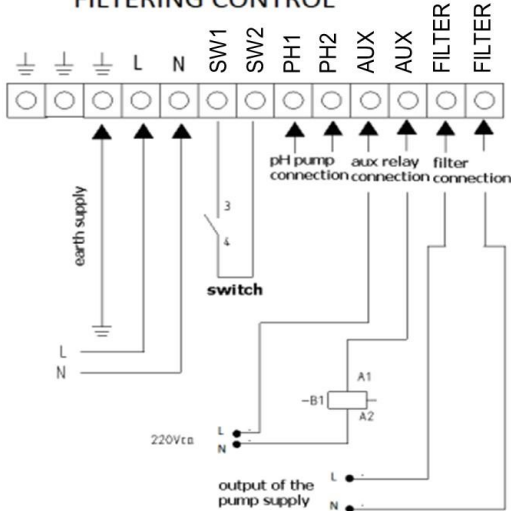 FILTERING CONTROL
L N SW1 SW2 PH1 PH2 AUX AUX FILTER FILTER
pH pump connection
aux relay connection
filter connection
earth supply
3
4
switch
L
N
A1
-B1
A2
220Vca
L
N
output of the
pump supply
L
N